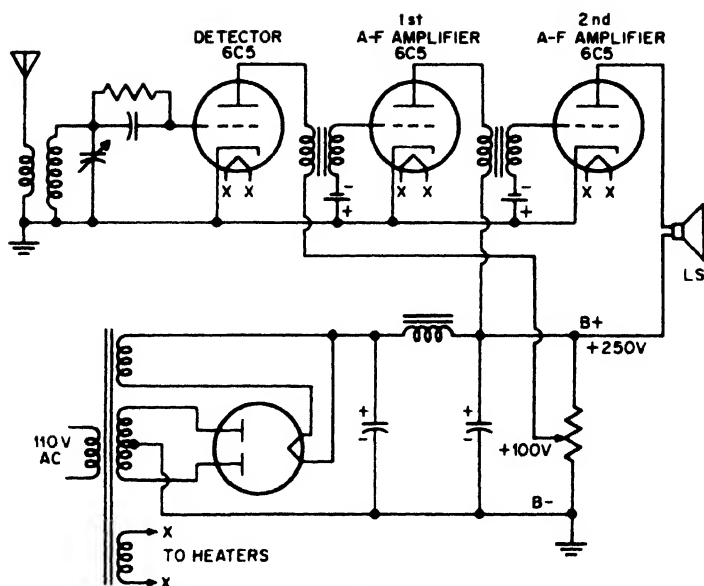 DETECTOR
6C5
1st
A-F AMPLIFIER
6C5
2nd
A-F AMPLIFIER
6C5
X X
X X
X X
-
+
-
+
LS
B+
+250V
+
-
+
-
110V
AC
+100V
B-
X
TO HEATERS
X